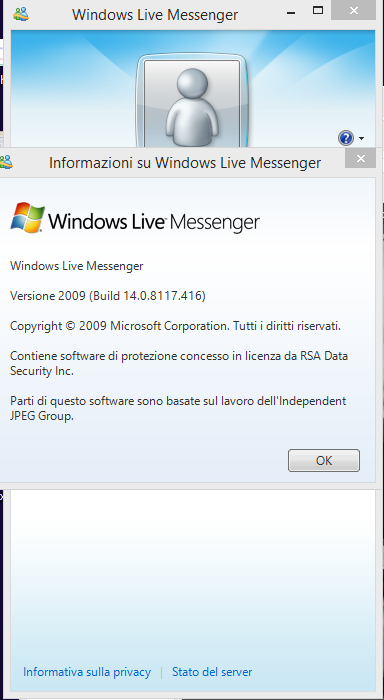 Windows Live Messenger
Informazioni su Windows Live Messenger
Windows Live Messenger
Windows Live Messenger
Versione 2009 (Build 14.0.8117.416)
Copyright © 2009 Microsoft Corporation. Tutti i diritti riservati.
Contiene software di protezione concesso in licenza da RSA Data
Security Inc.
Parti di questo software sono basate sul lavoro dell'Independent
JPEG Group.
OK
Informativa sulla privacy | Stato del server